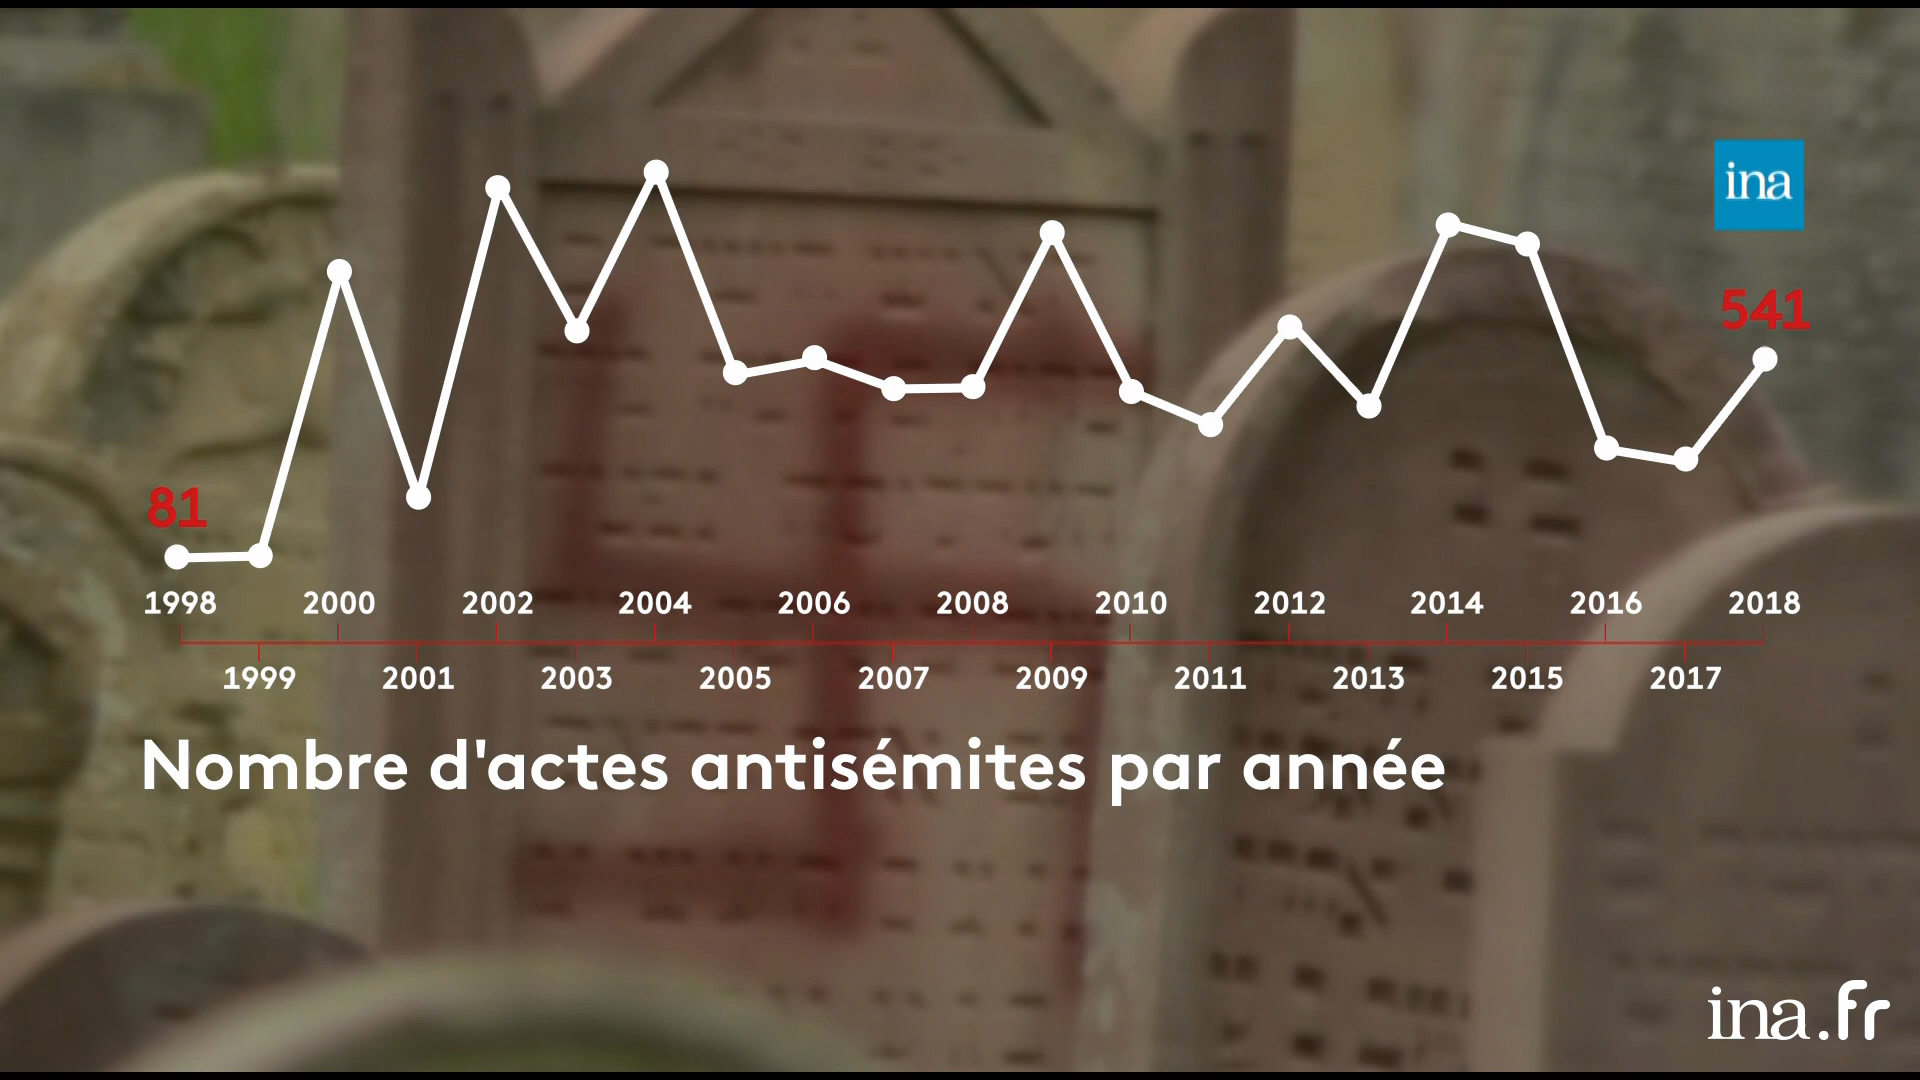 ina
541
81
1998 2000 2002 2004 2006 2008 2010 2012 2014 2016 2018
1999 2001 2003 2005 2007 2009 2011 2013 2015 2017
Nombre d'actes antisémites par année
ina.fr